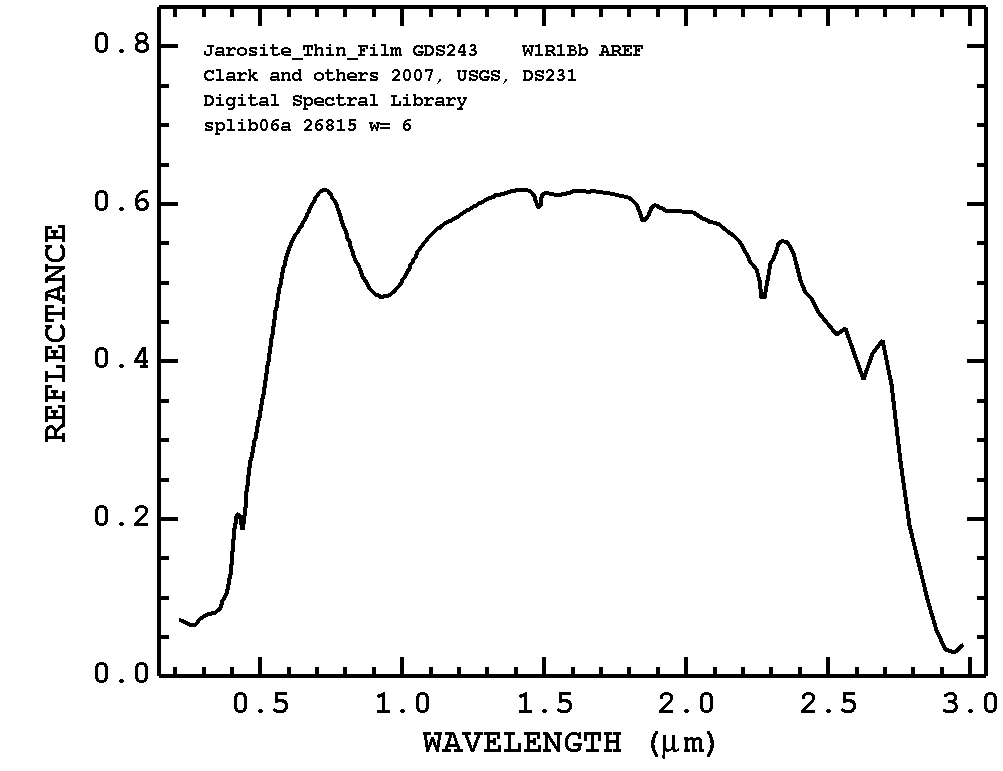 Jarosite_Thin_Film GDS243 W1R1Bb AREF
Clark and others 2007, USGS, DS231
Digital Spectral Library
splib06a 26815 w= 6
0.8
0.6
0.4
0.2
0.0
REFLECTANCE
0.5 1.0 1.5 2.0 2.5 3.0
WAVELENGTH (μm)